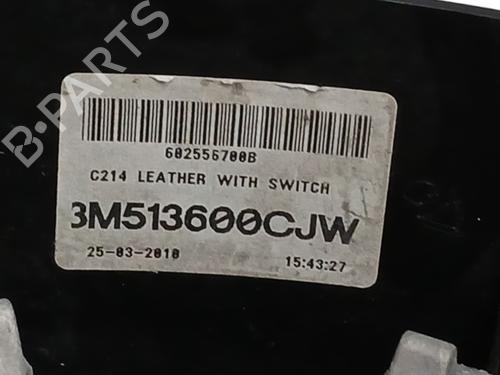 B-PARTS
602556700B
C214 LEATHER WITH SWITCH
3M513600CJW
25-03-2010 15:43:27